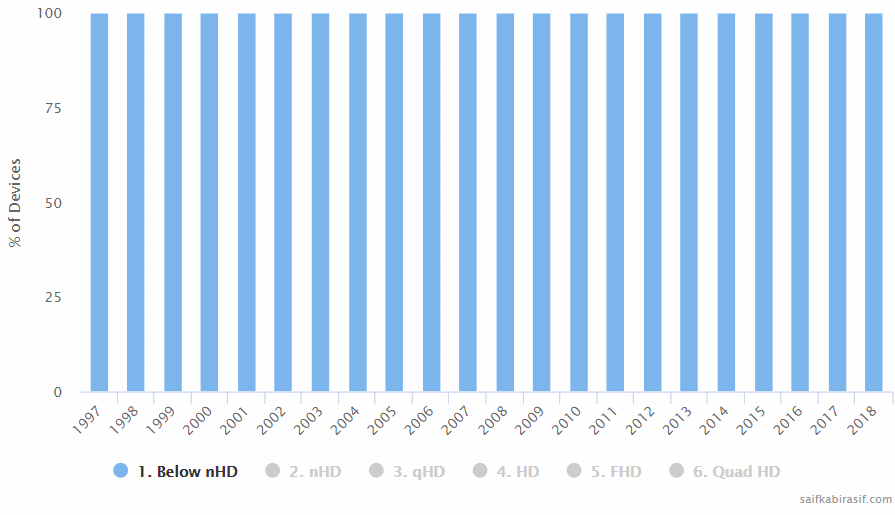 100
75
50
25
0
% of Devices
1997 1998 1999 2000 2001 2002 2003 2004 2005 2006 2007 2008 2009 2010 2011 2012 2013 2014 2015 2016 2017 2018
1. Below nHD 2. nHD 3. qHD 4. HD 5. FHD 6. Quad HD
saifkabirasif.com